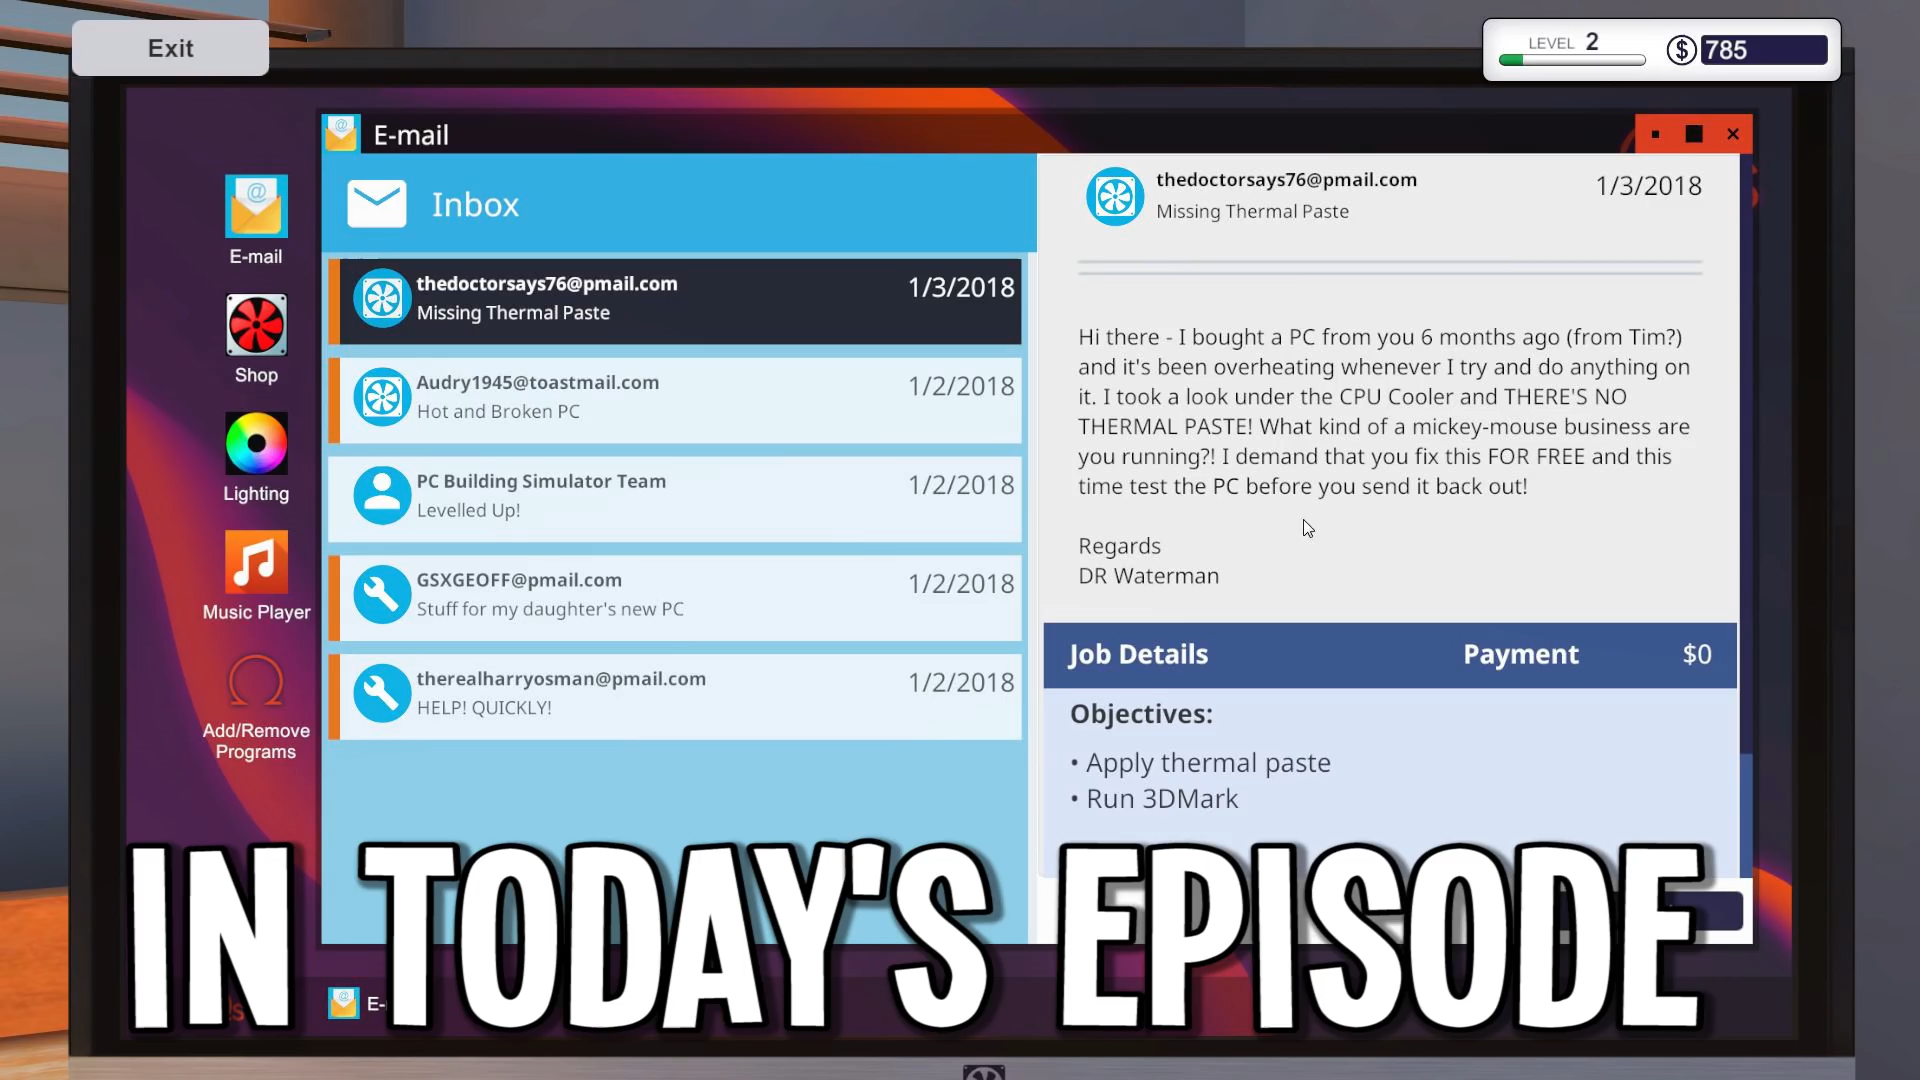 Exit
LEVEL 2
$ 785
E-mail
E-mail
Shop
Lighting
Music Player
Add/Remove
Programs
Inbox
thedoctorsays76@pmail.com
1/3/2018
Missing Thermal Paste
Audry1945@toastmail.com
1/2/2018
Hot and Broken PC
PC Building Simulator Team
1/2/2018
Levelled Up!
GSXGEOFF@pmail.com
1/2/2018
Stuff for my daughter's new PC
therealharryosman@pmail.com
1/2/2018
HELP! QUICKLY!
thedoctorsays76@pmail.com
1/3/2018
Missing Thermal Paste
Hi there - I bought a PC from you 6 months ago (from Tim?)
and it's been overheating whenever I try and do anything on
it. I took a look under the CPU Cooler and THERE'S NO
THERMAL PASTE! What kind of a mickey-mouse business are
you running?! I demand that you fix this FOR FREE and this
time test the PC before you send it back out!
Regards
DR Waterman
Job Details Payment $0
Objectives:
• Apply thermal paste
• Run 3DMark
IN TODAY'S EPISODE